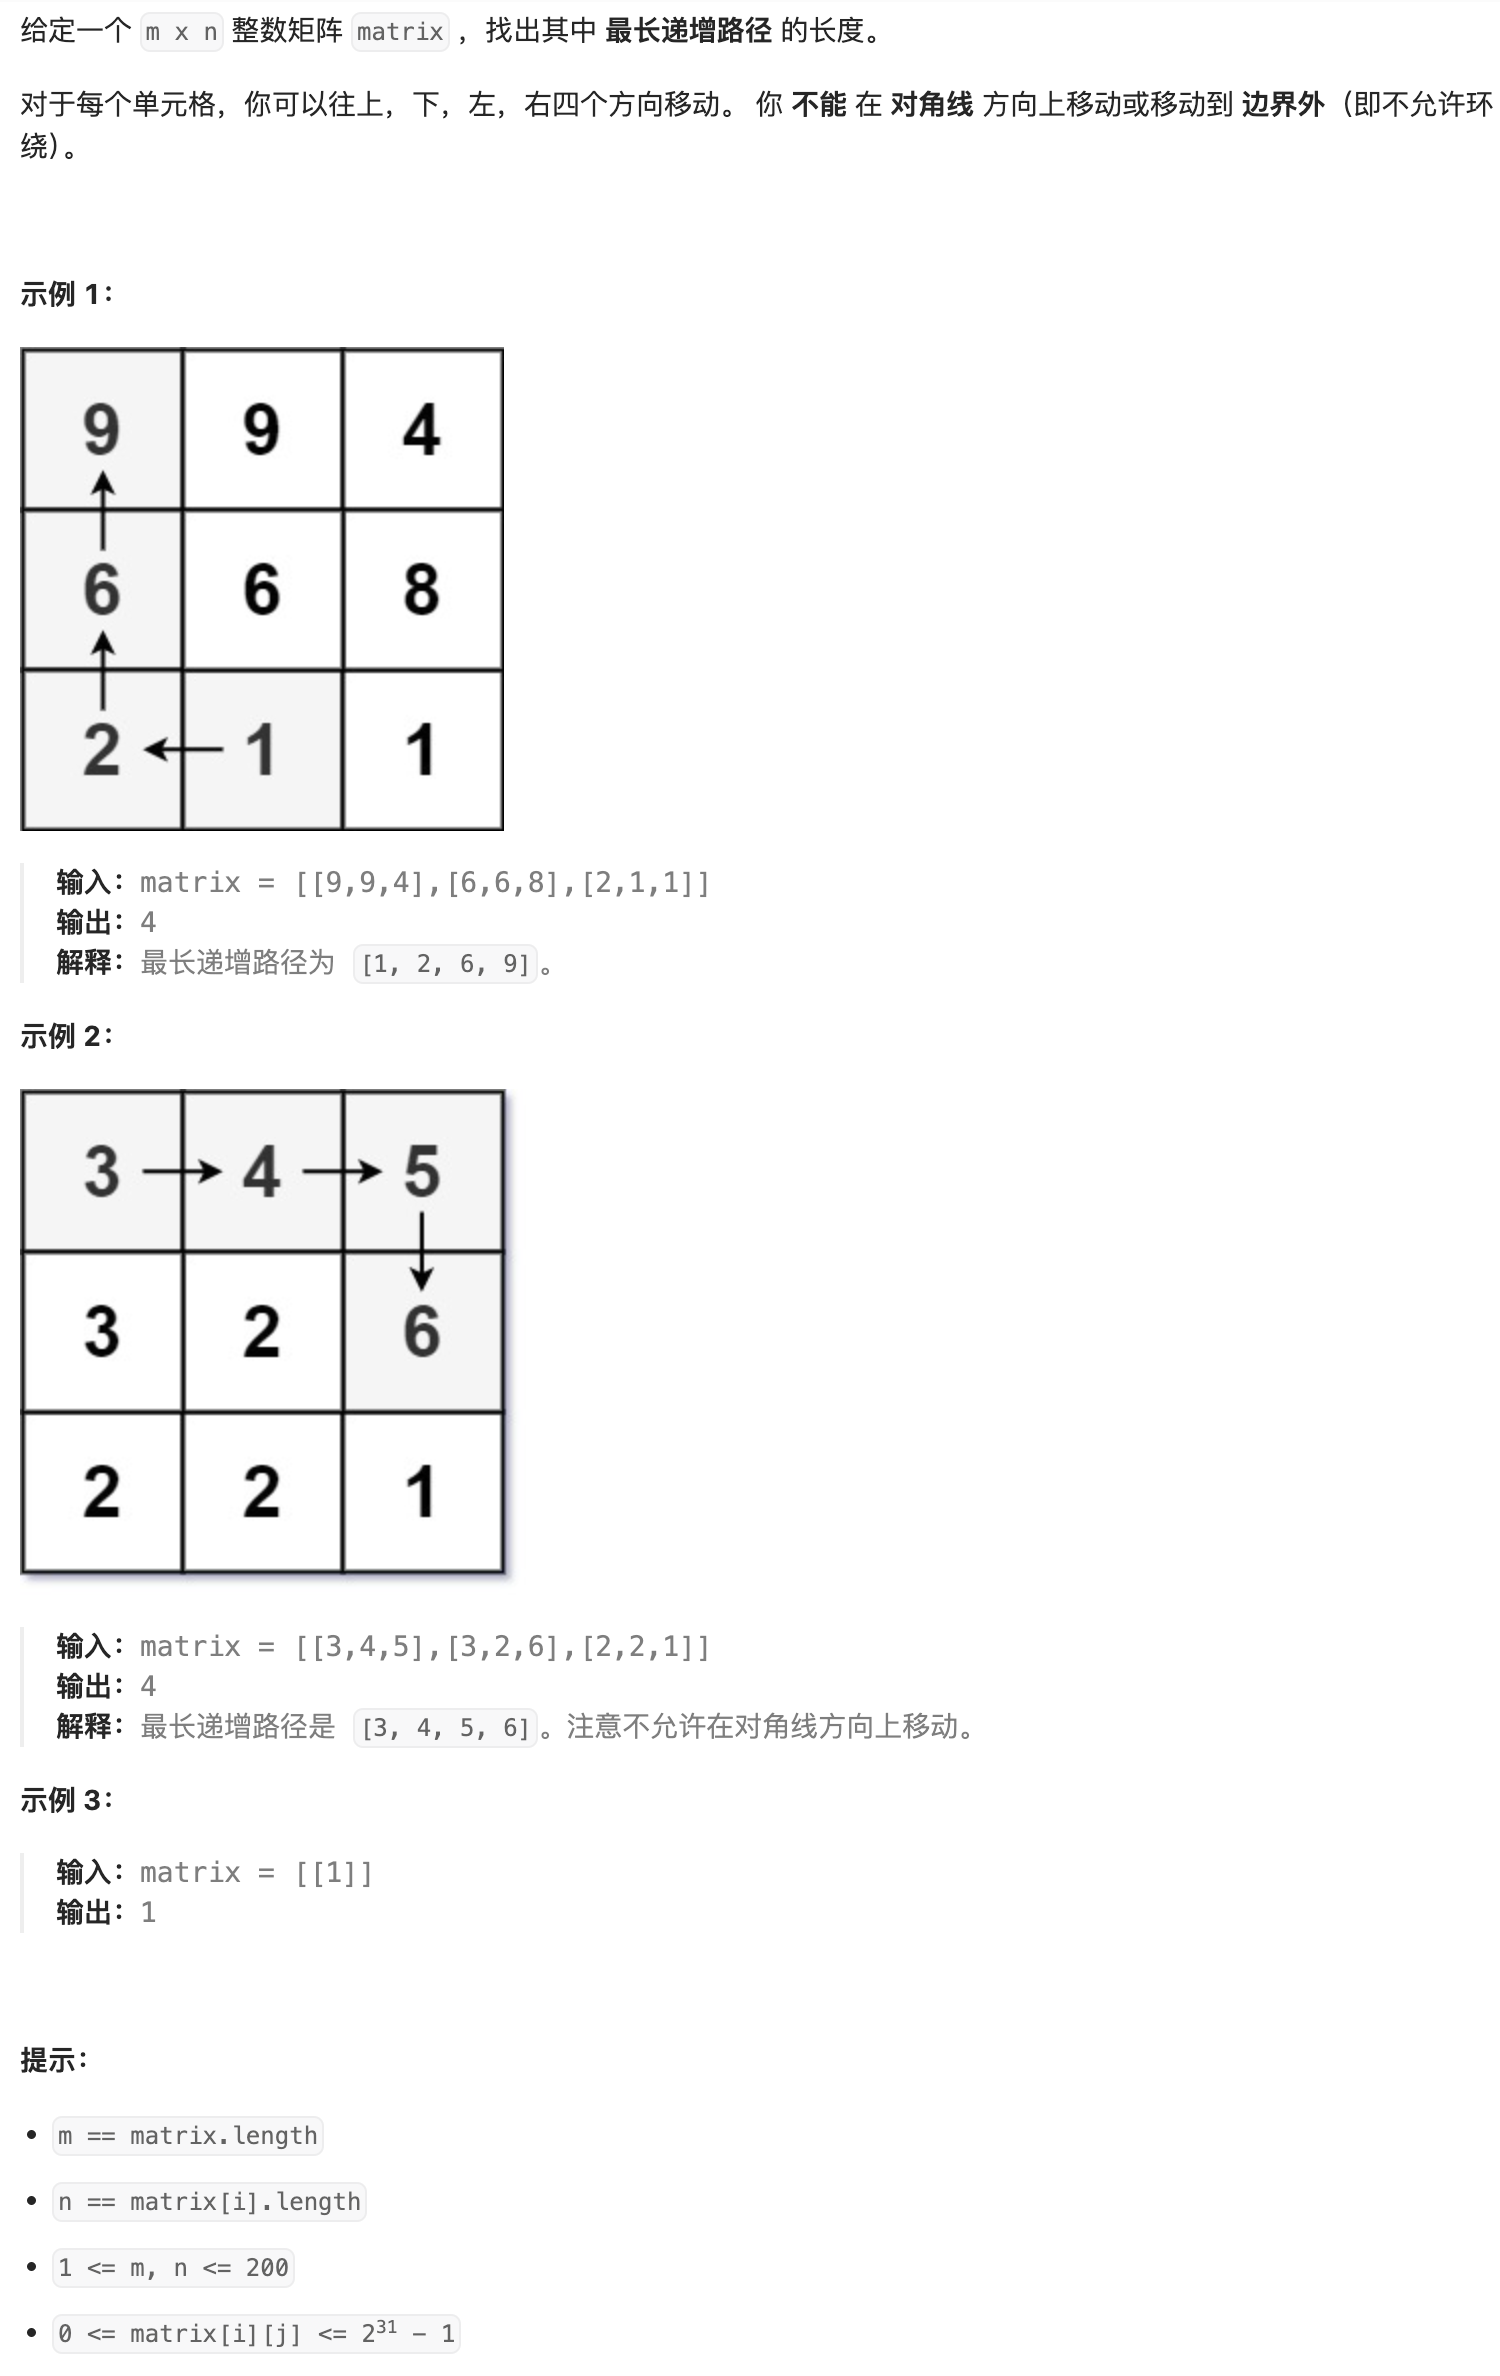 给定一个 m x n 整数矩阵 matrix ，找出其中 最长递增路径 的长度。
对于每个单元格，你可以往上，下，左，右四个方向移动。 你 不能 在 对角线 方向上移动或移动到 边界外（即不允许环
绕）。
示例 1：
9 9 4
6 6 8
2 1 1
输入：matrix = [[9,9,4],[6,6,8],[2,1,1]]
输出：4
解释：最长递增路径为 [1, 2, 6, 9]。
示例 2：
3 4 5
3 2 6
2 2 1
输入：matrix = [[3,4,5],[3,2,6],[2,2,1]]
输出：4
解释：最长递增路径是 [3, 4, 5, 6]。注意不允许在对角线方向上移动。
示例 3：
输入：matrix = [[1]]
输出：1
提示：
• m == matrix.length
• n == matrix[i].length
• 1 <= m, n <= 200
• 0 <= matrix[i][j] <= 2³¹ - 1